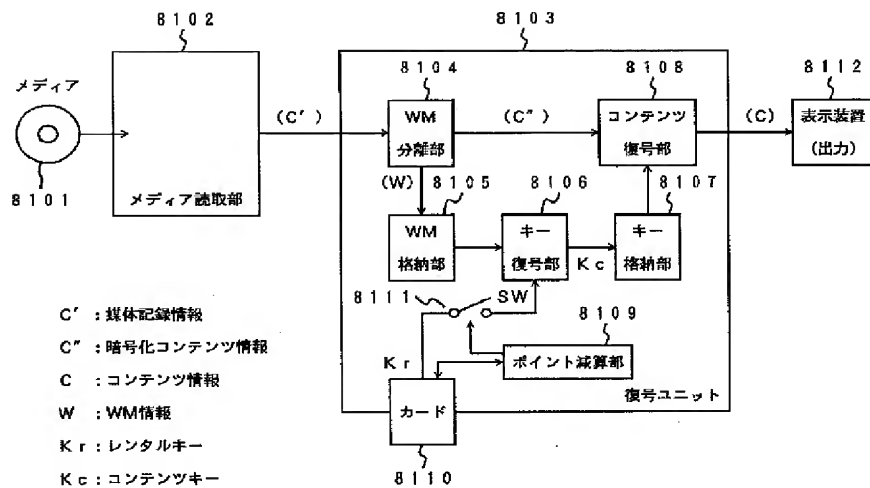 8102
8103
8104
8108
8112
メディア
(C′)
WM
分離部
(C″)
コンテンツ
復号部
(C)
表示装置
(出力)
8101
メディア読取部
(W)
8105
8106
8107
WM
格納部
キー
復号部
Kc
キー
格納部
8111
SW
8109
Kr
ポイント減算部
カード
復号ユニット
8110
C′:媒体記録情報
C″:暗号化コンテンツ情報
C :コンテンツ情報
W :WM情報
Kr:レンタルキー
Kc:コンテンツキー